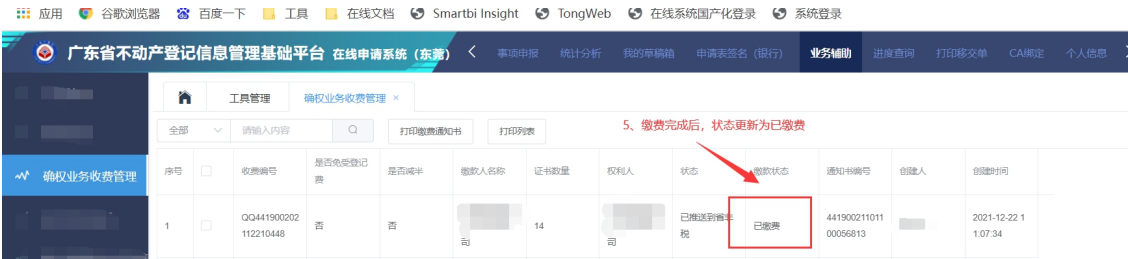 应用 谷歌浏览器 百度一下 工具 在线文档 Smartbi Insight TongWeb 在线系统国产化登录 系统登录
广东省不动产登记信息管理基础平台 在线申请系统（东莞） 事项申报 统计分析 我的草稿箱 申请表签名（银行） 业务辅助 进度查询 打印移交单 CA绑定 个人信息
工具管理 确权业务收费管理 ×
全部 请输入内容 打印缴费通知书 打印列表 5、缴费完成后，状态更新为已缴费
确权业务收费管理
序号 收费编号 是否免受登记 是否减半 缴款人名称 证书数量 权利人 状态 缴款状态 通知书编号 创建人 创建时间
费
1 QQ441900202 否 否 14 已推送到省非 已缴费 441900211011 2021-12-22 1
112210448 司 司 税 00056813 1:07:34